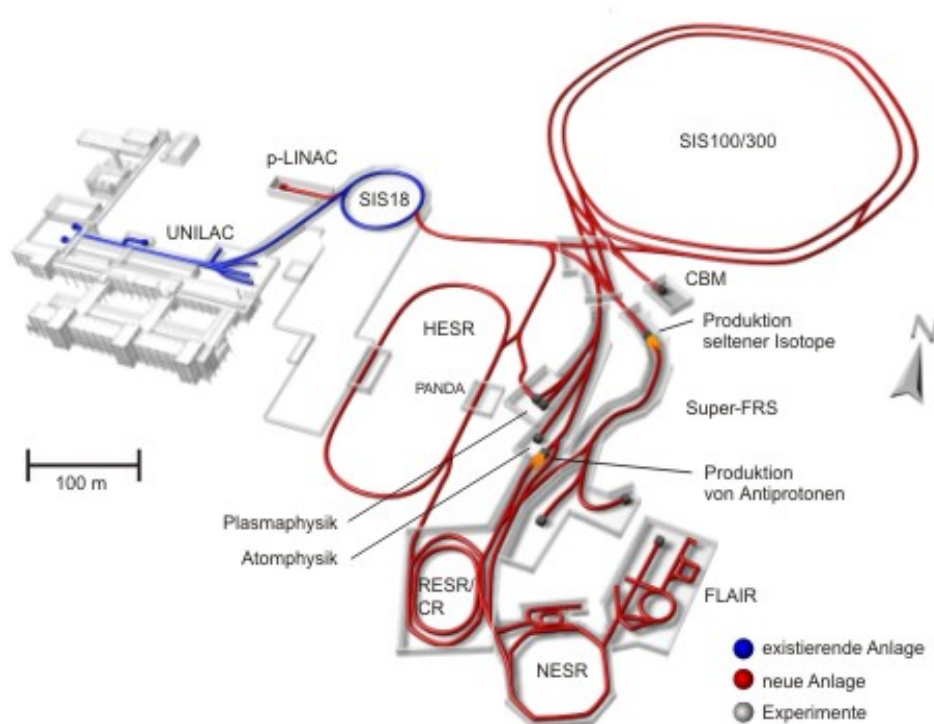 SIS100/300
p-LINAC
SIS18
UNILAC
CBM
HESR
Produktion
seltener Isotope
N
PANDA
Super-FRS
100 m
Produktion
von Antiprotonen
Plasmaphysik
Atomphysik
RESR/
CR
FLAIR
NESR
existierende Anlage
neue Anlage
Experimente